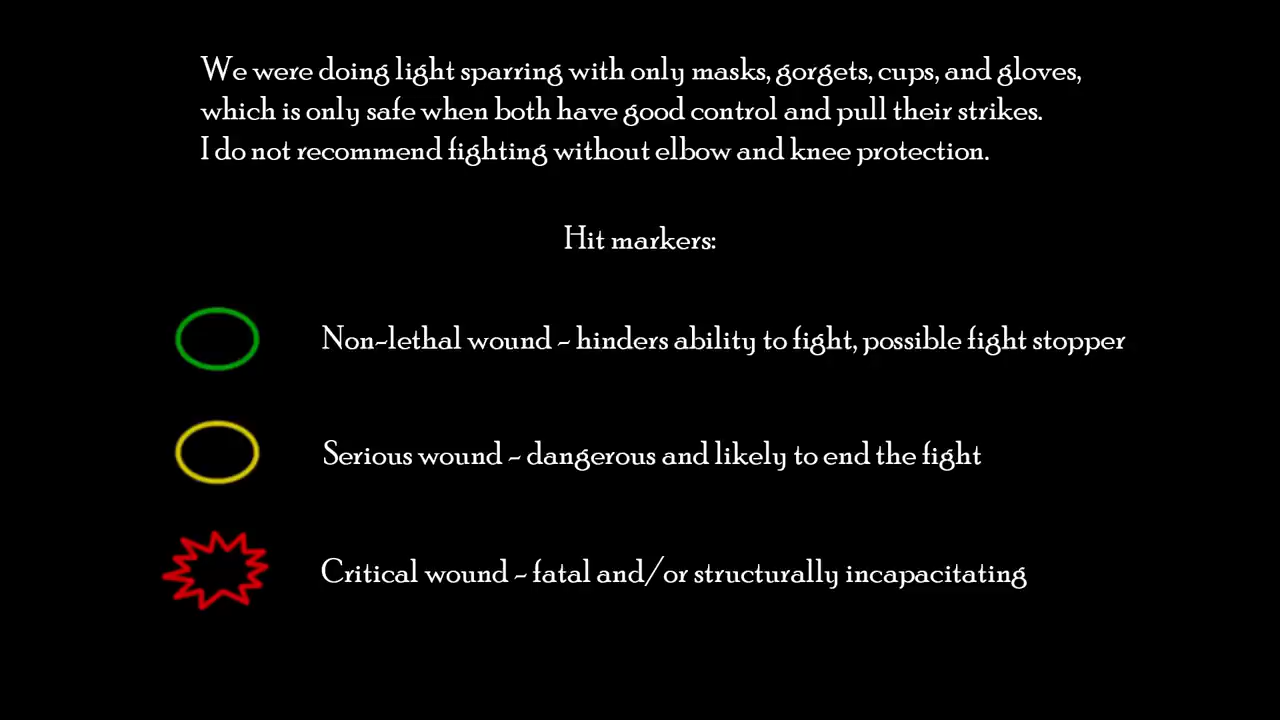 We were doing light sparring with only masks, gorgets, cups, and gloves,
which is only safe when both have good control and pull their strikes.
I do not recommend fighting without elbow and knee protection.
Hit markers:
Non-lethal wound - hinders ability to fight, possible fight stopper
Serious wound - dangerous and likely to end the fight
Critical wound - fatal and/or structurally incapacitating